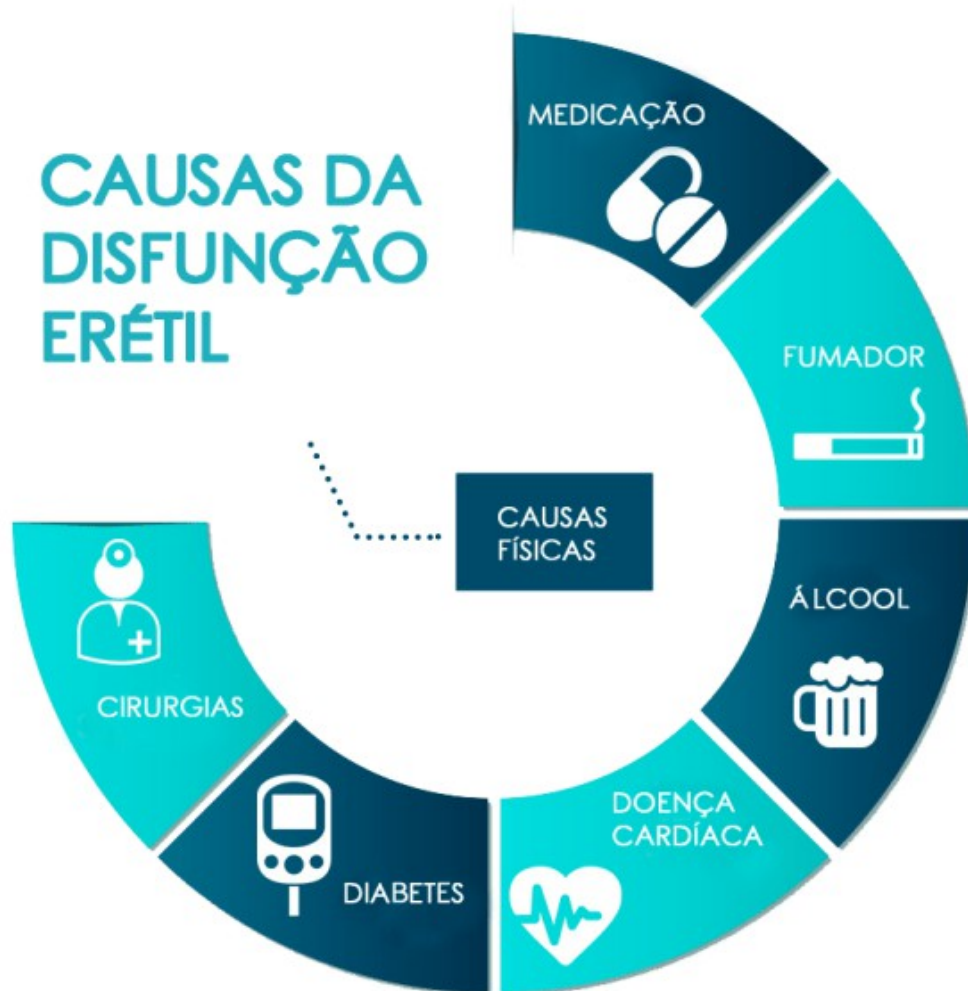 CAUSAS DA
DISFUNÇÃO
ERÉTIL
MEDICAÇÃO
FUMADOR
CAUSAS
FÍSICAS
ÁLCOOL
DOENÇA
CARDÍACA
DIABETES
CIRURGIAS